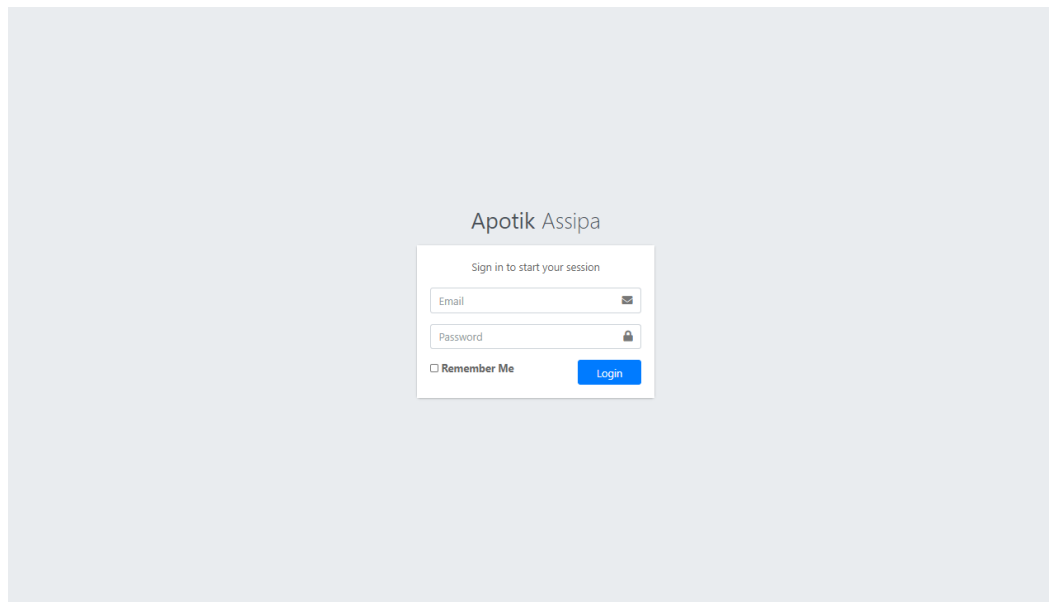 Apotik Assipa
Sign in to start your session
Email
Password
Remember Me
Login